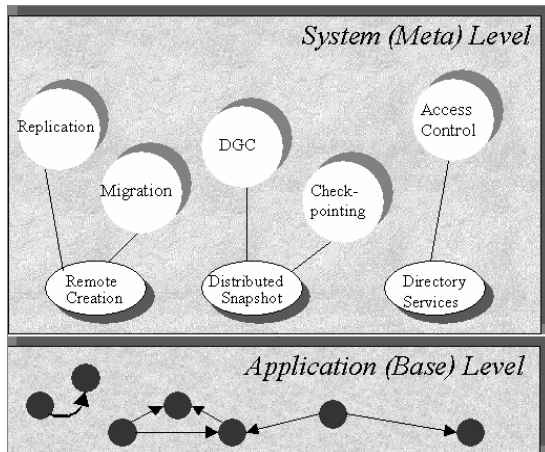 System (Meta) Level
Replication
Migration
DGC
Check-
pointing
Access
Control
Remote
Creation
Distributed
Snapshot
Directory
Services
Application (Base) Level